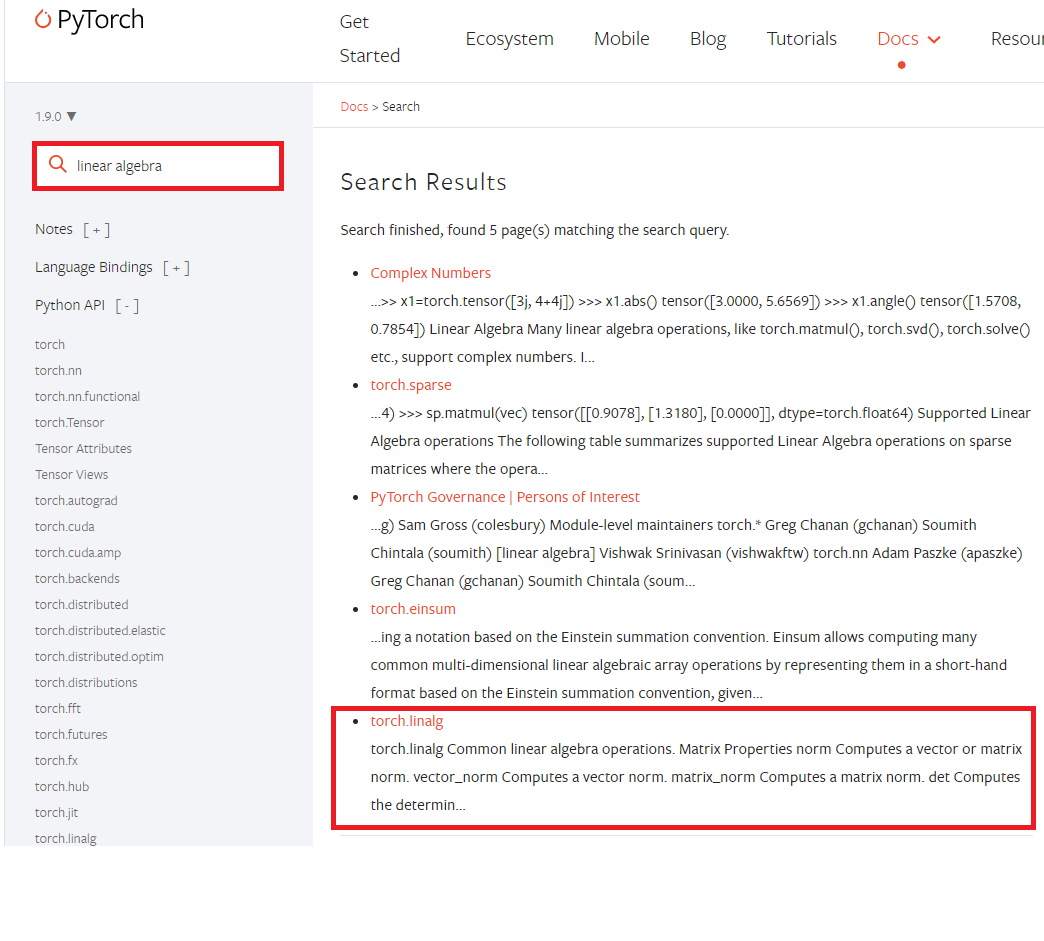 PyTorch
Get
Started
Ecosystem
Mobile
Blog
Tutorials
Docs
Resour
1.9.0 ▼
linear algebra
Notes [ + ]
Language Bindings [ + ]
Python API [ - ]
torch
torch.nn
torch.nn.functional
torch.Tensor
Tensor Attributes
Tensor Views
torch.autograd
torch.cuda
torch.cuda.amp
torch.backends
torch.distributed
torch.distributed.elastic
torch.distributed.optim
torch.distributions
torch.fft
torch.futures
torch.fx
torch.hub
torch.jit
torch.linalg
Docs > Search
Search Results
Search finished, found 5 page(s) matching the search query.
• Complex Numbers
...>> x1=torch.tensor([3j, 4+4j]) >>> x1.abs() tensor([3.0000, 5.6569]) >>> x1.angle() tensor([1.5708,
0.7854]) Linear Algebra Many linear algebra operations, like torch.matmul(), torch.svd(), torch.solve()
etc., support complex numbers. I...
• torch.sparse
...4) >>> sp.matmul(vec) tensor([[0.9078], [1.3180], [0.0000]], dtype=torch.float64) Supported Linear
Algebra operations The following table summarizes supported Linear Algebra operations on sparse
matrices where the opera...
• PyTorch Governance | Persons of Interest
...g) Sam Gross (colesbury) Module-level maintainers torch.* Greg Chanan (gchanan) Soumith
Chintala (soumith) [linear algebra] Vishwak Srinivasan (vishwakftw) torch.nn Adam Paszke (apaszke)
Greg Chanan (gchanan) Soumith Chintala (soum...
• torch.einsum
...ing a notation based on the Einstein summation convention. Einsum allows computing many
common multi-dimensional linear algebraic array operations by representing them in a short-hand
format based on the Einstein summation convention, given...
• torch.linalg
torch.linalg Common linear algebra operations. Matrix Properties norm Computes a vector or matrix
norm. vector_norm Computes a vector norm. matrix_norm Computes a matrix norm. det Computes
the determin...